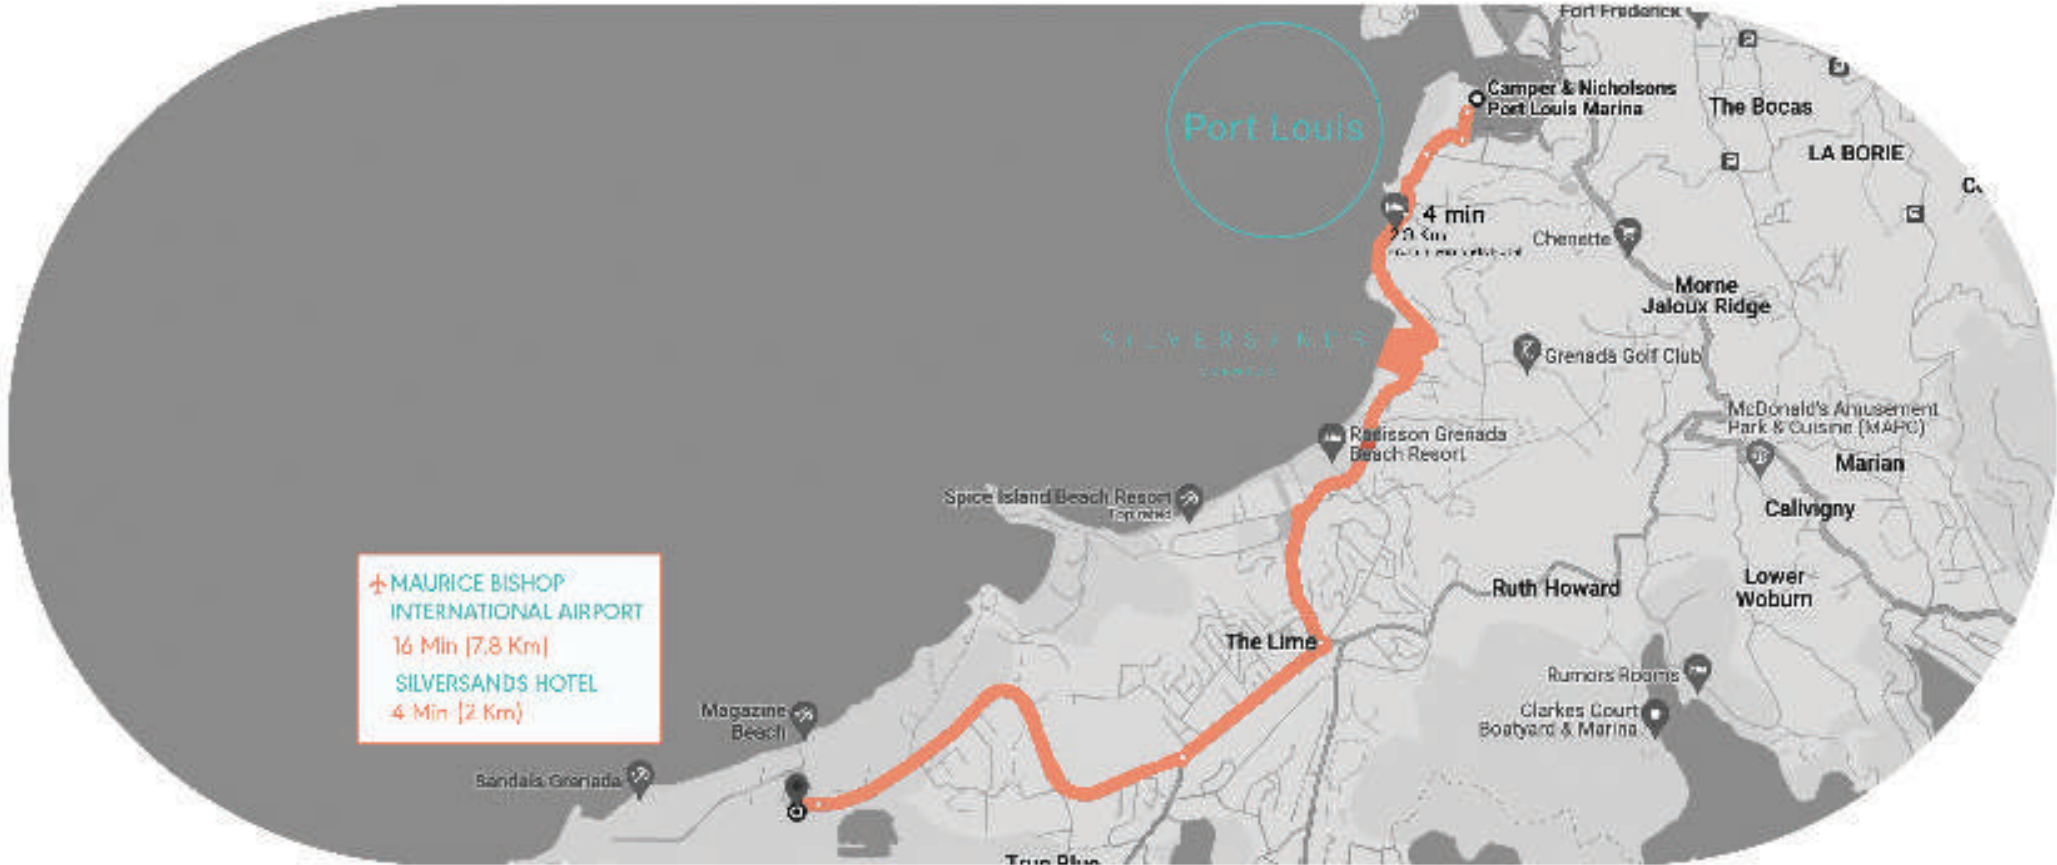 Fort Frederick
Camper & Nicholsons
Port Louis Marina
The Bocas
Port Louis
LA BORIE
4 min
Chenette
Morne
Jaloux Ridge
SILVERSANDS
Grenada Golf Club
McDonald's Amusement
Park & Cuisine (MAPC)
Radisson Grenada
Beach Resort
Marian
Spice Island Beach Resort
Top rated
Calivigny
MAURICE BISHOP
INTERNATIONAL AIRPORT
16 Min (7.8 Km)
SILVERSANDS HOTEL
4 Min (2 Km)
Ruth Howard
Lower
Woburn
The Lime
Rumors Rooms
Magazine
Beach
Clarkes Court
Boatyard & Marina
Sandals Grenada
True Blue